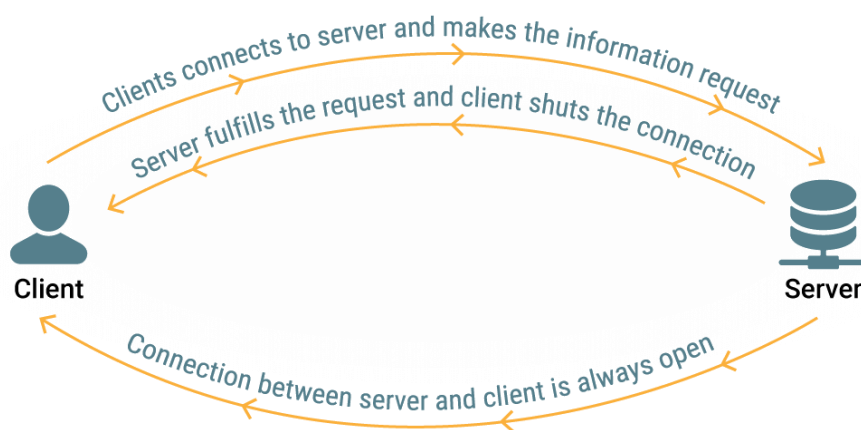 Clients connects to server and makes the information request
Server fulfills the request and client shuts the connection
Client
Server
Connection between server and client is always open